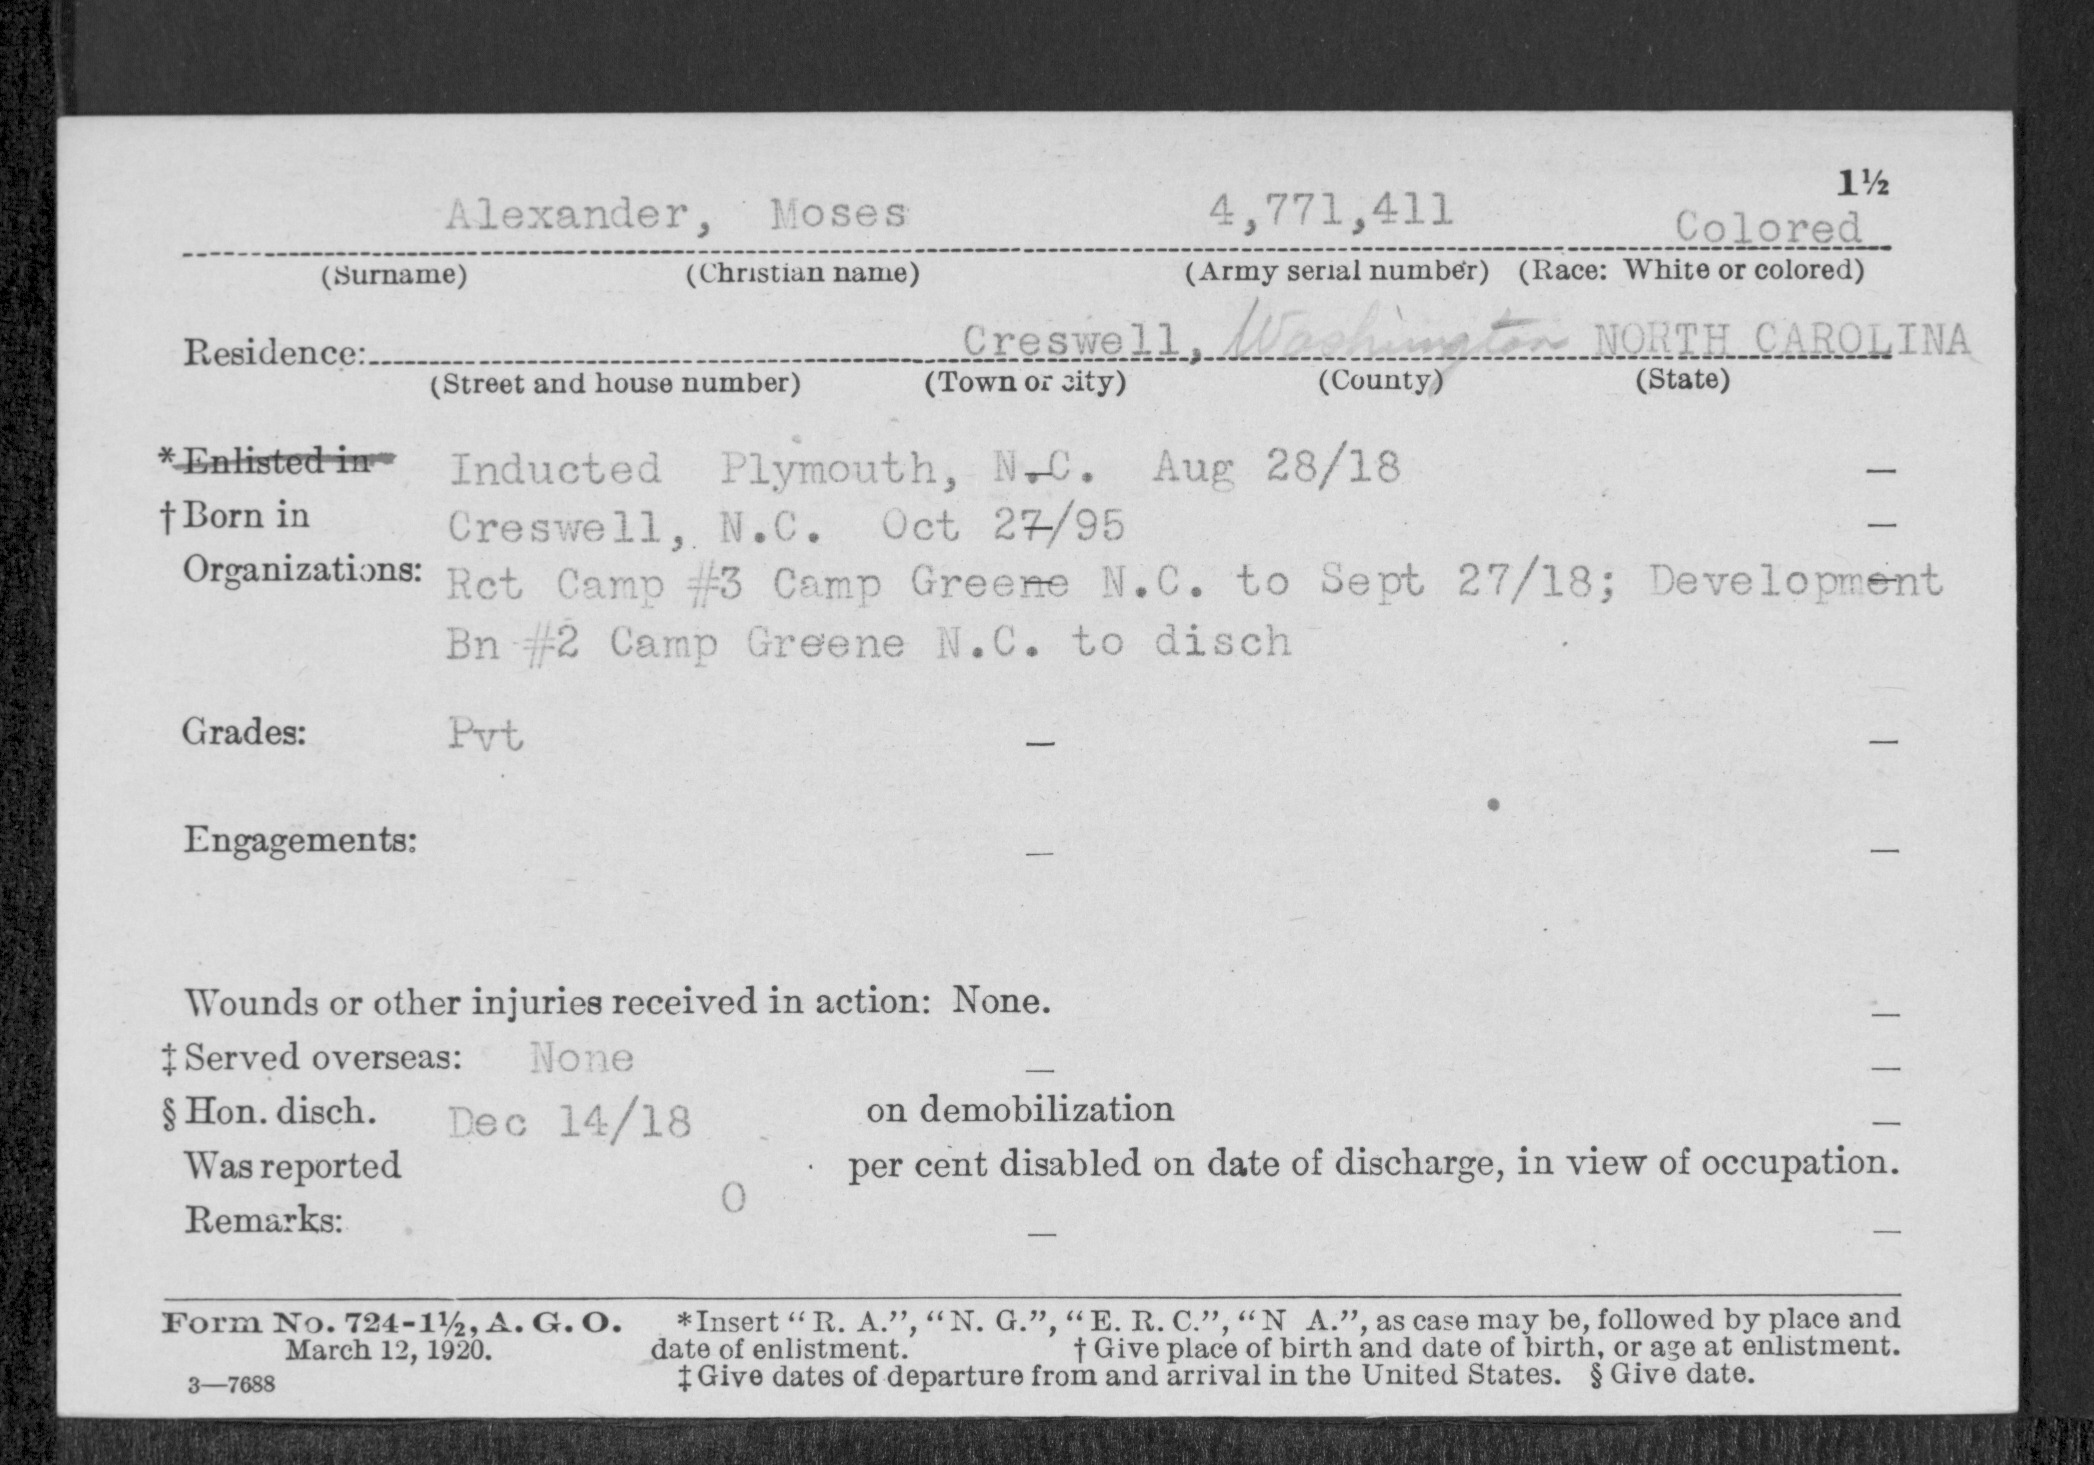 1½
Alexander, Moses 4,771,411 Colored
(Surname) (Christian name) (Army serial number) (Race: White or colored)
Residence: Creswell, Washington NORTH CAROLINA
(Street and house number) (Town or city) (County) (State)
*Enlisted in Inducted Plymouth, N.C. Aug 28/18 —
†Born in Creswell, N.C. Oct 27/95 —
Organizations: Rct Camp #3 Camp Greene N.C. to Sept 27/18; Development
Bn #2 Camp Greene N.C. to disch
Grades: Pvt — —
Engagements: — —
Wounds or other injuries received in action: None. —
‡Served overseas: None — —
§Hon. disch. Dec 14/18 on demobilization —
Was reported 0 per cent disabled on date of discharge, in view of occupation.
Remarks: — —
Form No. 724-1½, A. G. O. *Insert "R. A.", "N. G.", "E. R. C.", "N A.", as case may be, followed by place and
March 12, 1920. date of enlistment. †Give place of birth and date of birth, or age at enlistment.
3—7688 ‡Give dates of departure from and arrival in the United States. §Give date.